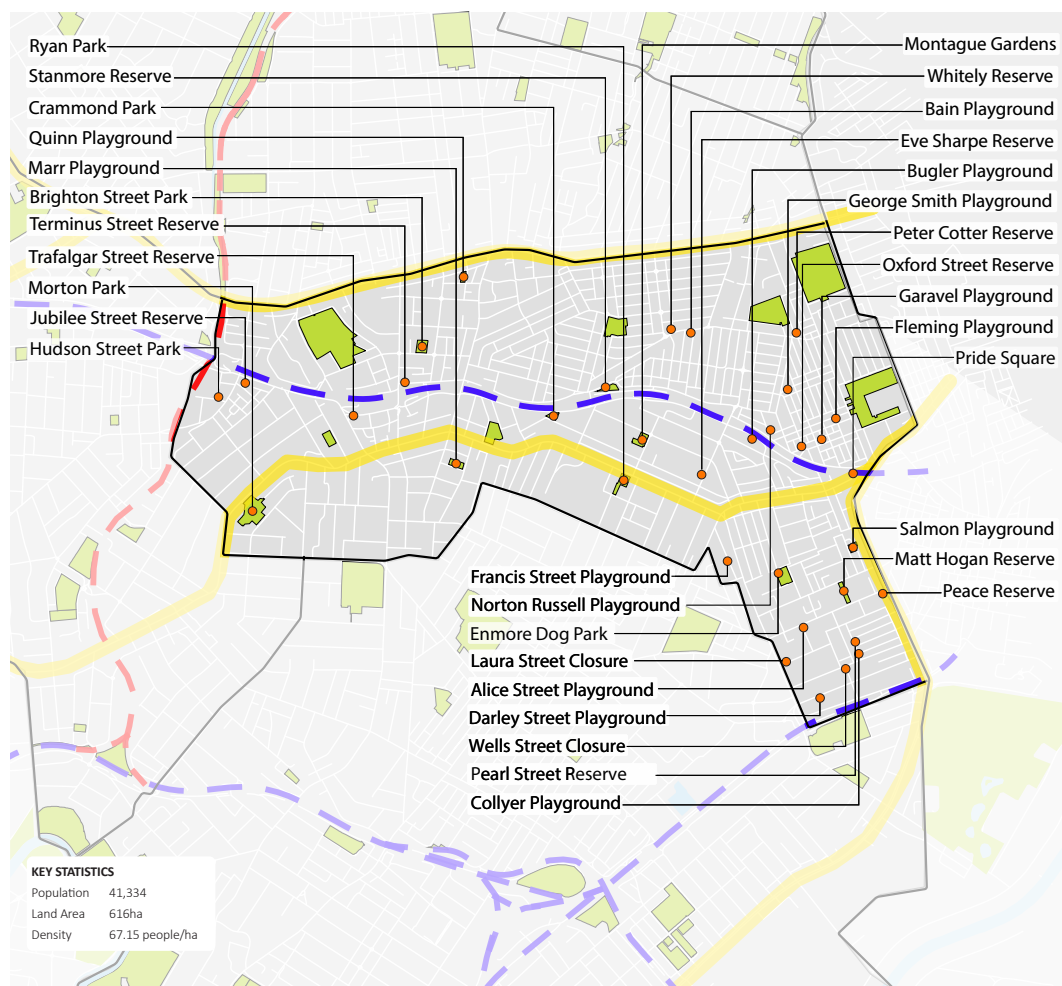 Ryan Park
Stanmore Reserve
Crammond Park
Quinn Playground
Marr Playground
Brighton Street Park
Terminus Street Reserve
Trafalgar Street Reserve
Morton Park
Jubilee Street Reserve
Hudson Street Park
Montague Gardens
Whitely Reserve
Bain Playground
Eve Sharpe Reserve
Bugler Playground
George Smith Playground
Peter Cotter Reserve
Oxford Street Reserve
Garavel Playground
Fleming Playground
Pride Square
Salmon Playground
Matt Hogan Reserve
Peace Reserve
Francis Street Playground
Norton Russell Playground
Enmore Dog Park
Laura Street Closure
Alice Street Playground
Darley Street Playground
Wells Street Closure
Pearl Street Reserve
Collyer Playground
KEY STATISTICS
Population 41,334
Land Area 616ha
Density 67.15 people/ha